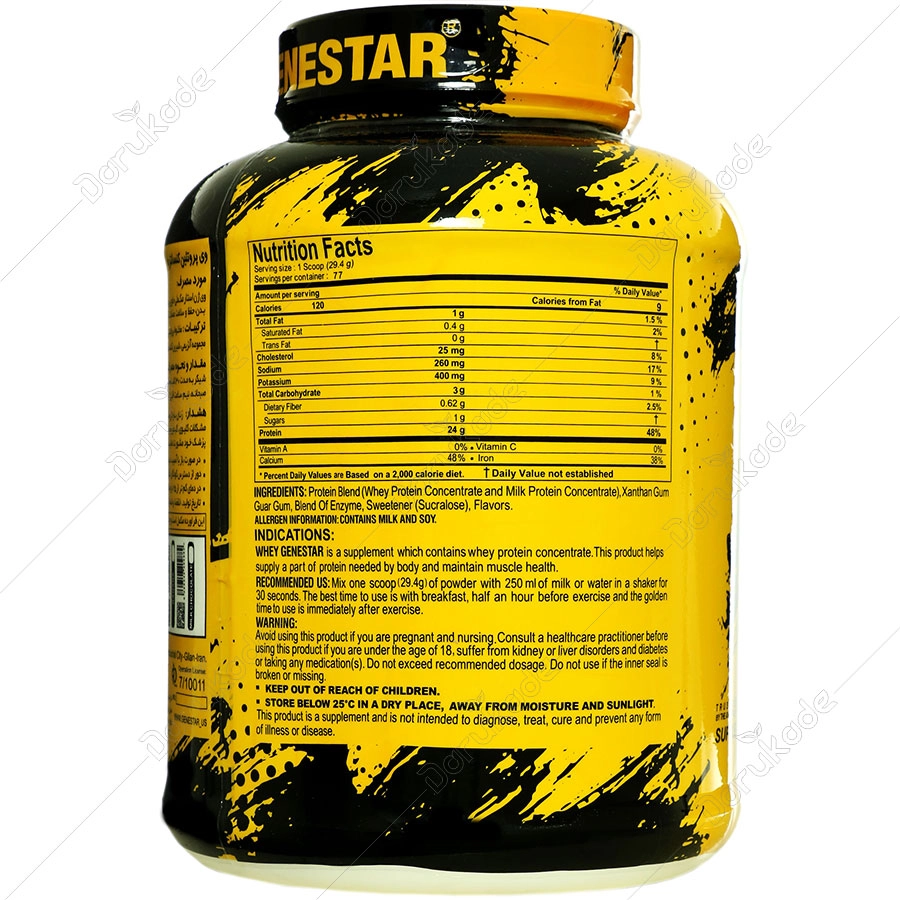 GENESTAR®
Nutrition Facts
Serving size : 1 Scoop (29.4 g)
Servings per container : 77
Amount per serving % Daily Value*
Calories 120 Calories from Fat 9
Total Fat 1 g 1.5 %
Saturated Fat 0.4 g 2%
Trans Fat 0 g †
Cholesterol 25 mg 8%
Sodium 260 mg 17%
Potassium 400 mg 9 %
Total Carbohydrate 3 g 1 %
Dietary Fiber 0.62 g 2.5%
Sugars 1 g †
Protein 24 g 48%
Vitamin A 0% • Vitamin C 0%
Calcium 48% • Iron 38%
* Percent Daily Values are Based on a 2,000 calorie diet. † Daily Value not established
INGREDIENTS: Protein Blend (Whey Protein Concentrate and Milk Protein Concentrate), Xanthan Gum
Guar Gum, Blend Of Enzyme, Sweetener (Sucralose), Flavors.
ALLERGEN INFORMATION: CONTAINS MILK AND SOY.
INDICATIONS:
WHEY GENESTAR is a supplement which contains whey protein concentrate. This product helps
supply a part of protein needed by body and maintain muscle health.
RECOMMENDED US: Mix one scoop (29.4g) of powder with 250 ml of milk or water in a shaker for
30 seconds. The best time to use is with breakfast, half an hour before exercise and the golden
time to use is immediately after exercise.
WARNING:
Avoid using this product if you are pregnant and nursing. Consult a healthcare practitioner before
using this product if you are under the age of 18, suffer from kidney or liver disorders and diabetes
or taking any medication(s). Do not exceed recommended dosage. Do not use if the inner seal is
broken or missing.
▪ KEEP OUT OF REACH OF CHILDREN.
▪ STORE BELOW 25°C IN A DRY PLACE, AWAY FROM MOISTURE AND SUNLIGHT.
This product is a supplement and is not intended to diagnose, treat, cure and prevent any form
of illness or disease.
وی پروتئین
مورد مصرف
City-Gilan-Iran.
7/10011
GENESTAR_US
Darukade